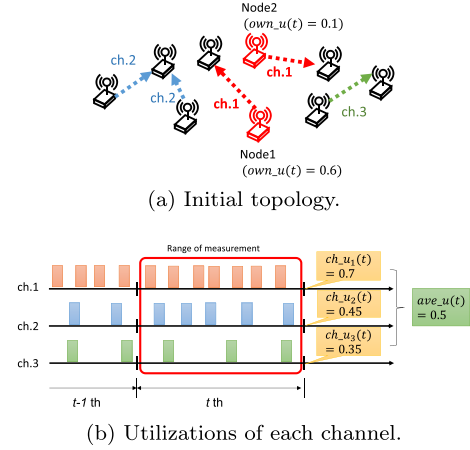 Node2
(own_u(t) = 0.1)
ch.2
ch.1
ch.2
ch.1
ch.3
Node1
(own_u(t) = 0.6)
(a) Initial topology.
Range of measurement
ch_u₁(t)
= 0.7
ch.1
ch_u₂(t)
= 0.45
ave_u(t)
= 0.5
ch.2
ch_u₃(t)
= 0.35
ch.3
t-1 th
t th
(b) Utilizations of each channel.